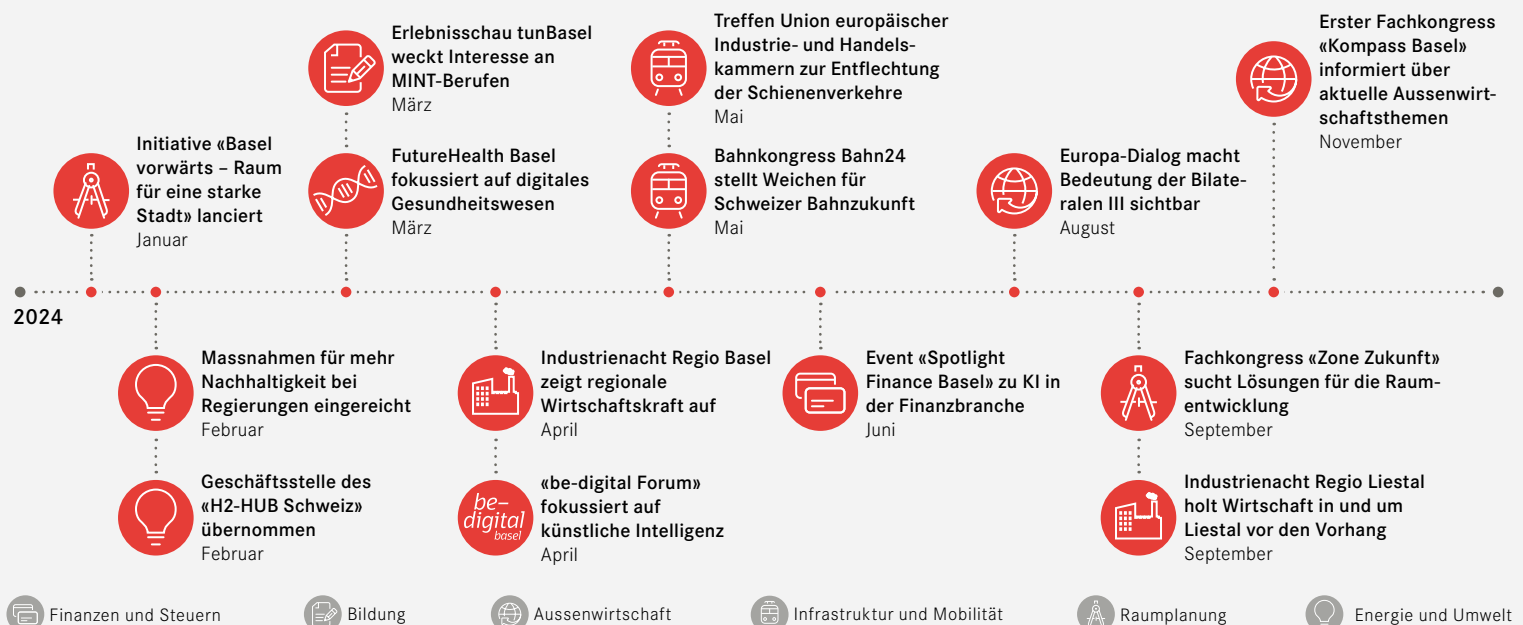 Initiative «Basel
vorwärts – Raum
für eine starke
Stadt» lanciert
Januar
Erlebnisschau tunBasel
weckt Interesse an
MINT-Berufen
März
FutureHealth Basel
fokussiert auf digitales
Gesundheitswesen
März
Treffen Union europäischer
Industrie- und Handels-
kammern zur Entflechtung
der Schienenverkehre
Mai
Bahnkongress Bahn24
stellt Weichen für
Schweizer Bahnzukunft
Mai
Europa-Dialog macht
Bedeutung der Bilate-
ralen III sichtbar
August
Erster Fachkongress
«Kompass Basel»
informiert über
aktuelle Aussenwirt-
schaftsthemen
November
2024
Massnahmen für mehr
Nachhaltigkeit bei
Regierungen eingereicht
Februar
Geschäftsstelle des
«H2-HUB Schweiz»
übernommen
Februar
Industrienacht Regio Basel
zeigt regionale
Wirtschaftskraft auf
April
be-
digital
basel
«be-digital Forum»
fokussiert auf
künstliche Intelligenz
April
Event «Spotlight
Finance Basel» zu KI in
der Finanzbranche
Juni
Fachkongress «Zone Zukunft»
sucht Lösungen für die Raum-
entwicklung
September
Industrienacht Regio Liestal
holt Wirtschaft in und um
Liestal vor den Vorhang
September
Finanzen und Steuern
Bildung
Aussenwirtschaft
Infrastruktur und Mobilität
Raumplanung
Energie und Umwelt